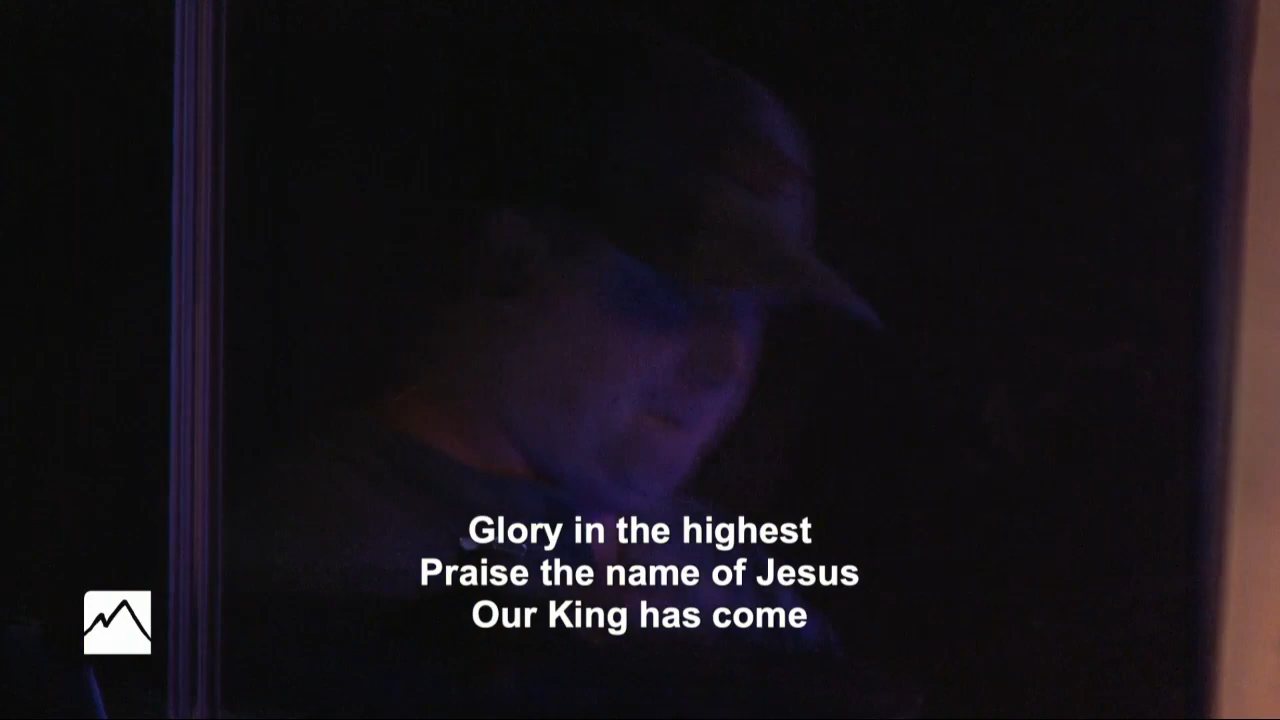 Glory in the highest
Praise the name of Jesus
Our King has come